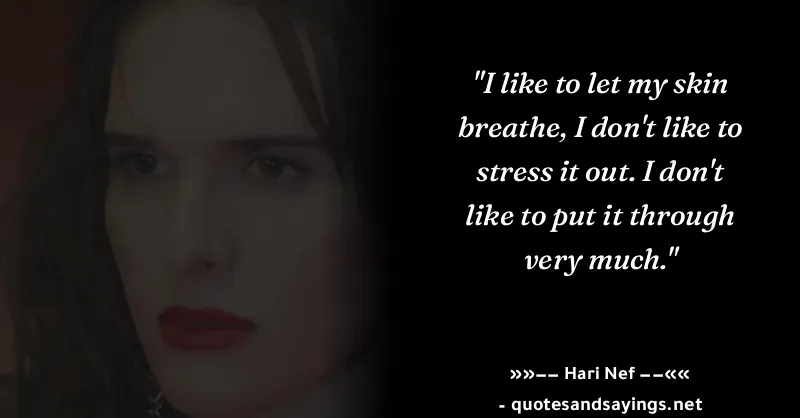 "I like to let my skin
breathe, I don't like to
stress it out. I don't
like to put it through
very much."
»»–– Hari Nef ––««
- quotesandsayings.net